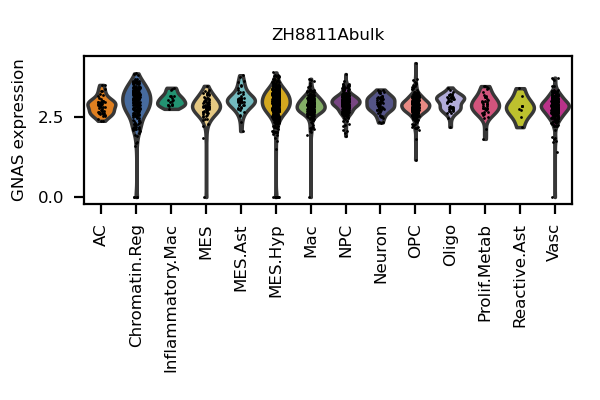 ZH8811Abulk
GNAS expression
2.5
0.0
AC
Chromatin.Reg
Inflammatory.Mac
MES
MES.Ast
MES.Hyp
Mac
NPC
Neuron
OPC
Oligo
Prolif.Metab
Reactive.Ast
Vasc